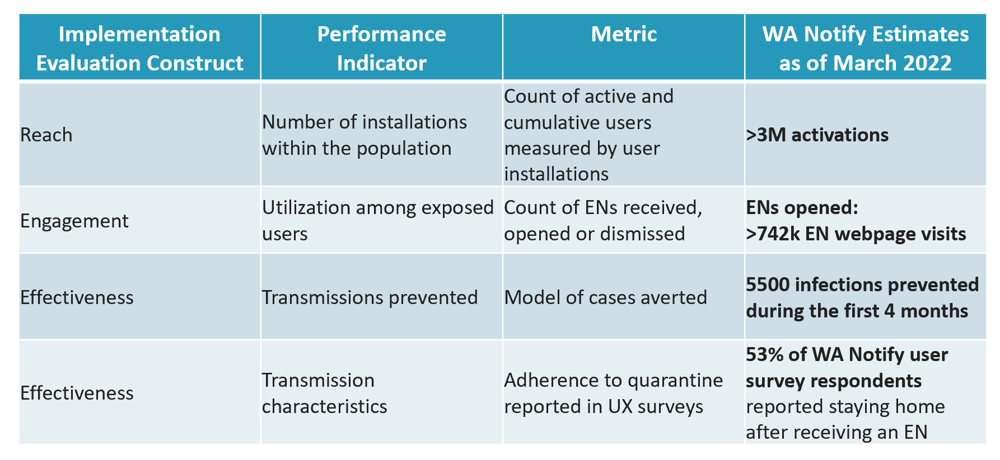 Implementation
Evaluation Construct
Performance
Indicator
Metric
WA Notify Estimates
as of March 2022
Reach
Number of installations
within the population
Count of active and
cumulative users
measured by user
installations
>3M activations
Engagement
Utilization among exposed
users
Count of ENs received,
opened or dismissed
ENs opened:
>742k EN webpage visits
Effectiveness
Transmissions prevented
Model of cases averted
5500 infections prevented
during the first 4 months
Effectiveness
Transmission
characteristics
Adherence to quarantine
reported in UX surveys
53% of WA Notify user
survey respondents
reported staying home
after receiving an EN